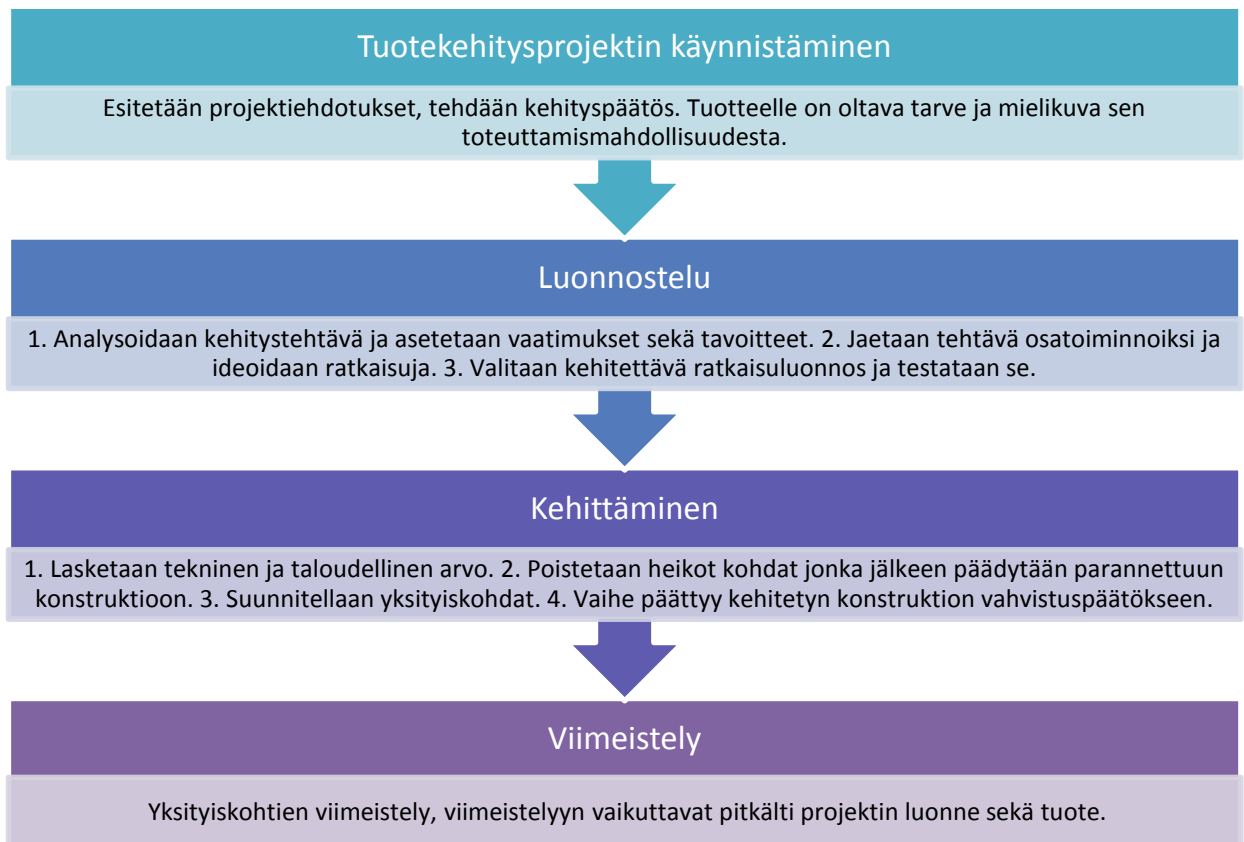 Tuotekehitysprojektin käynnistäminen
Esitetään projektiehdotukset, tehdään kehityspäätös. Tuotteelle on oltava tarve ja mielikuva sen
toteuttamismahdollisuudesta.
Luonnostelu
1. Analysoidaan kehitystehtävä ja asetetaan vaatimukset sekä tavoitteet. 2. Jaetaan tehtävä osatoiminnoiksi ja
ideoidaan ratkaisuja. 3. Valitaan kehitettävä ratkaisuluonnos ja testataan se.
Kehittäminen
1. Lasketaan tekninen ja taloudellinen arvo. 2. Poistetaan heikot kohdat jonka jälkeen päädytään parannettuun
konstruktioon. 3. Suunnitellaan yksityiskohdat. 4. Vaihe päättyy kehitetyn konstruktion vahvistuspäätökseen.
Viimeistely
Yksityiskohtien viimeistely, viimeistelyyn vaikuttavat pitkälti projektin luonne sekä tuote.